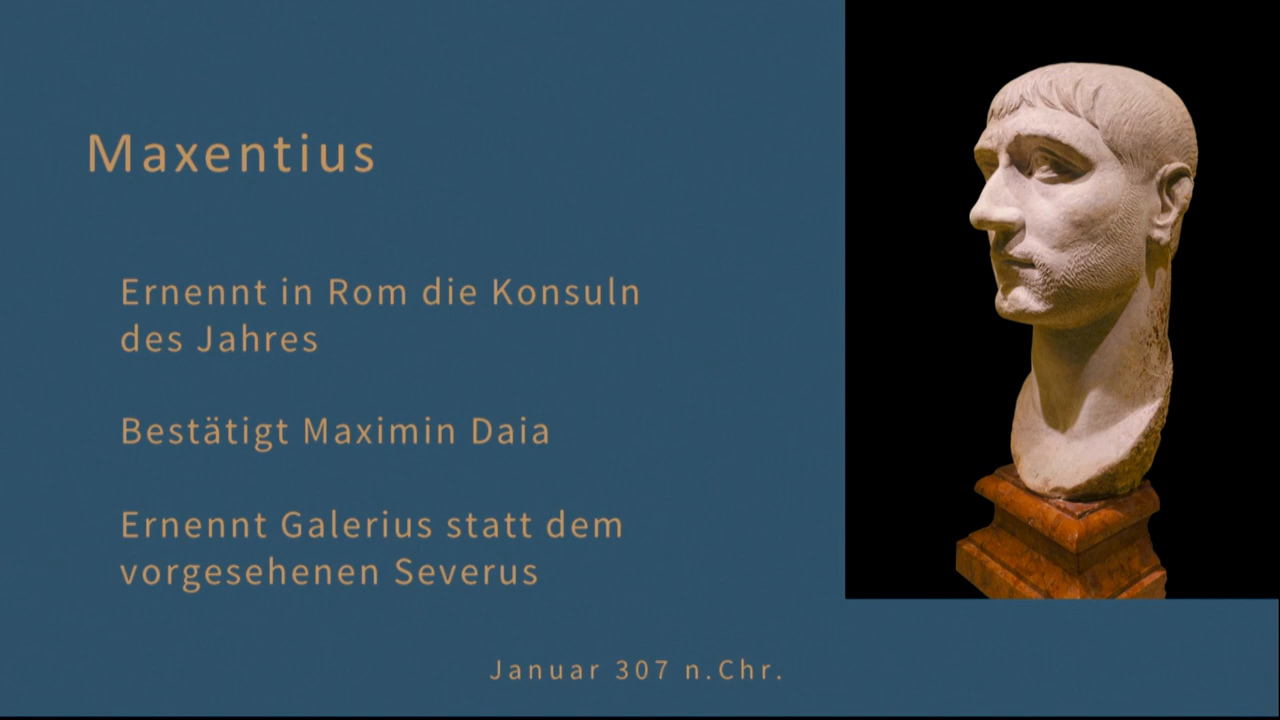 Maxentius
Ernennt in Rom die Konsuln
des Jahres
Bestätigt Maximin Daia
Ernennt Galerius statt dem
vorgesehenen Severus
Januar 307 n.Chr.